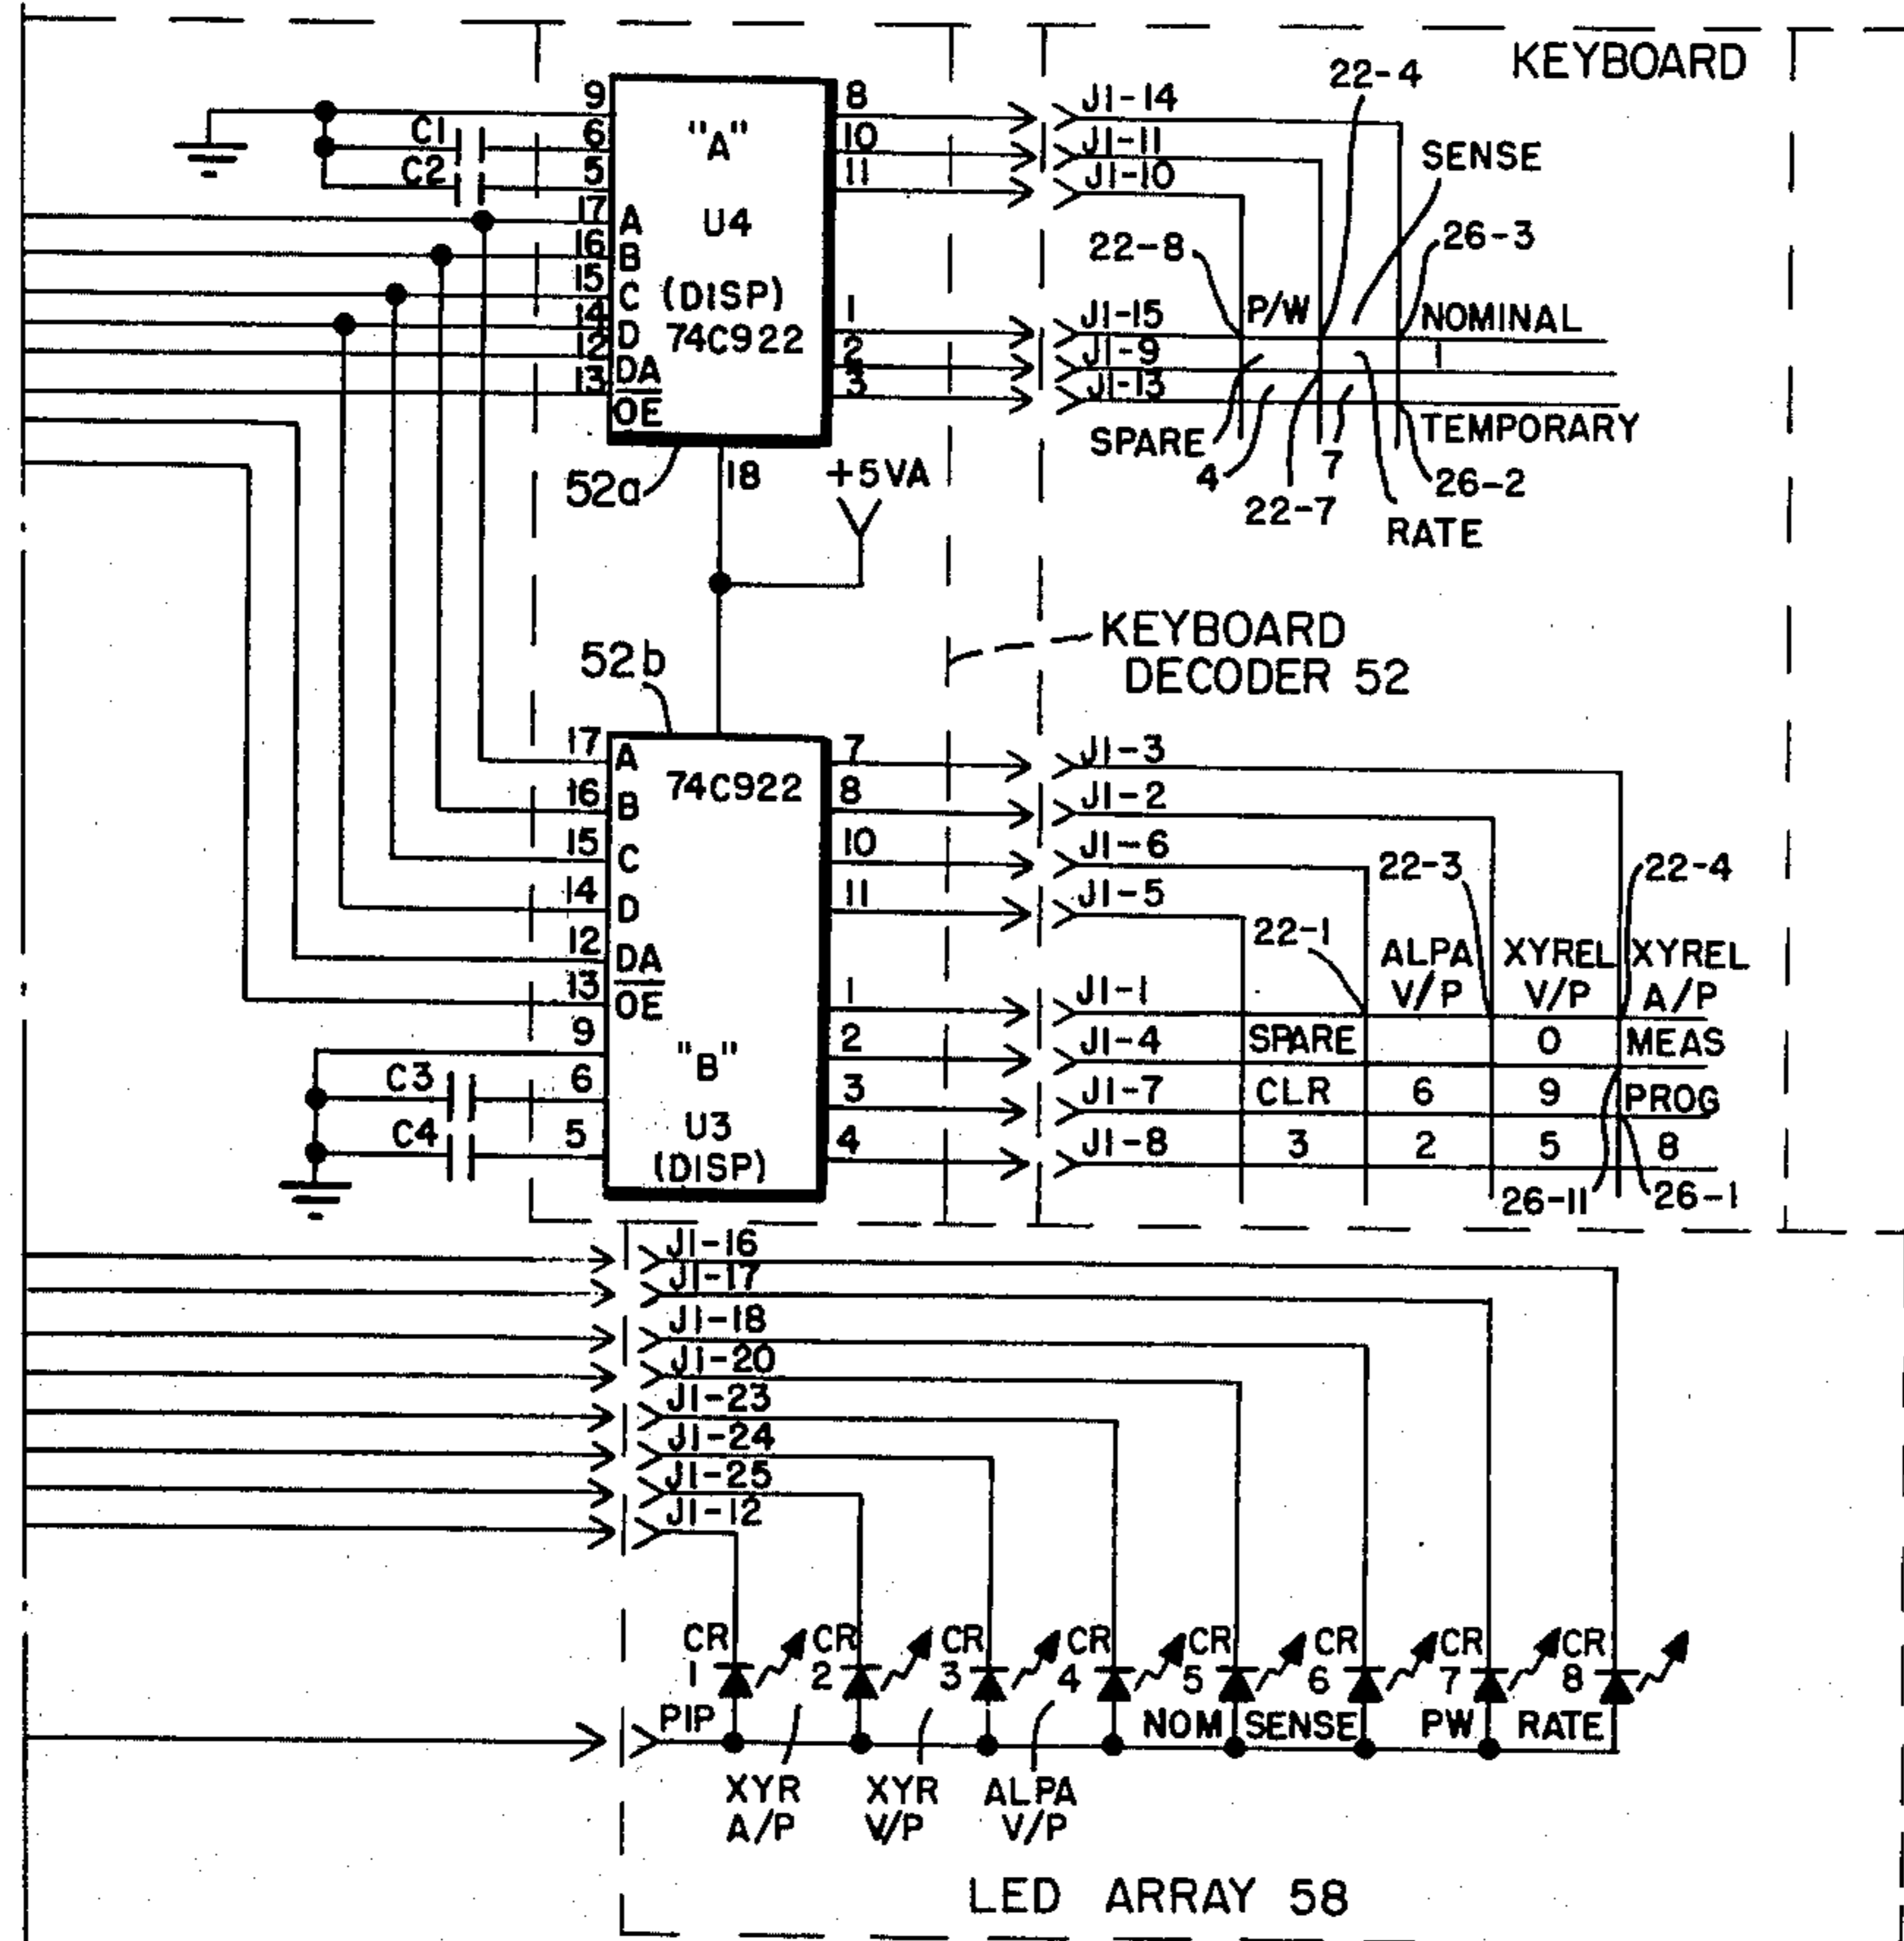 KEYBOARD
22-4
9
8
J1-14
C1
6
"A"
10
J1-11
SENSE
C2
5
11
J1-10
17
A
U4
16
B
22-8
26-3
15
C
(DISP)
14
D
74C922
1
J1-15
P/W
NOMINAL
12
DA
2
J1-9
1
13
OE
3
J1-13
SPARE
4
22-7
7
TEMPORARY
26-2
RATE
52a
18
+5VA
KEYBOARD
DECODER 52
52b
17
A
74C922
7
J1-3
16
B
8
J1-2
15
C
10
J1-6
22-3
22-4
14
D
11
J1-5
22-1
12
DA
ALPA
V/P
XYREL
V/P
XYREL
A/P
13
OE
1
J1-1
9
"B"
2
J1-4
SPARE
0
MEAS
C3
6
3
J1-7
CLR
6
9
PROG
C4
5
U3
(DISP)
4
J1-8
3
2
5
8
26-11
26-1
J1-16
J1-17
J1-18
J1-20
J1-23
J1-24
J1-25
J1-12
CR
1
CR
2
CR
3
CR
4
CR
5
CR
6
CR
7
CR
8
PIP
NOM
SENSE
PW
RATE
XYR
A/P
XYR
V/P
ALPA
V/P
LED ARRAY 58